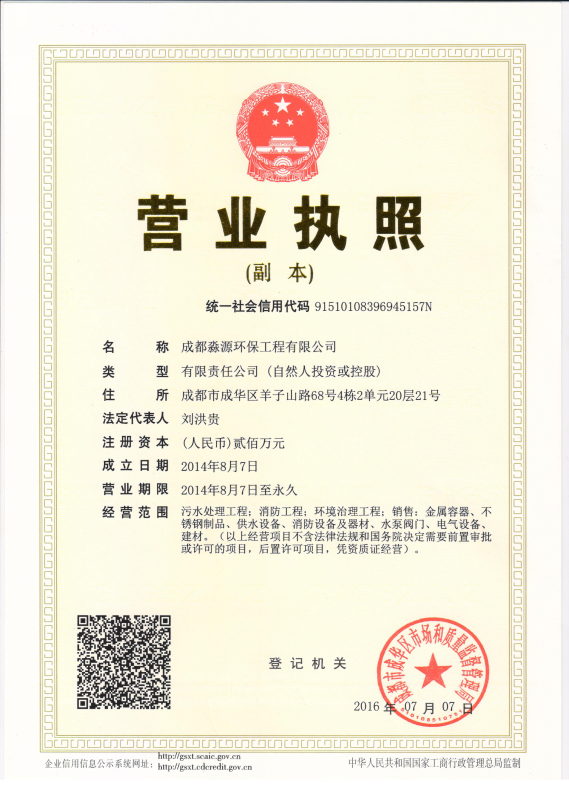 营业执照
(副 本)
统一社会信用代码 91510108396945157N
名 称 成都淼源环保工程有限公司
类 型 有限责任公司 (自然人投资或控股)
住 所 成都市成华区羊子山路68号4栋2单元20层21号
法定代表人 刘洪贵
注册资本 (人民币)贰佰万元
成立日期 2014年8月7日
营业期限 2014年8月7日至永久
经营范围 污水处理工程；消防工程；环境治理工程；销售：金属容器、不
锈钢制品、供水设备、消防设备及器材、水泵阀门、电气设备、
建材。（以上经营项目不含法律法规和国务院决定需要前置审批
或许可的项目，后置许可项目，凭资质证经营）。
登记机关
成都市成华区市场和质量监督管理局
2016 年 07 月 07 日
企业信用信息公示系统网址：
http://gsxt.scaic.gov.cn
http://gsxt.cdcredit.gov.cn
中华人民共和国国家工商行政管理总局监制